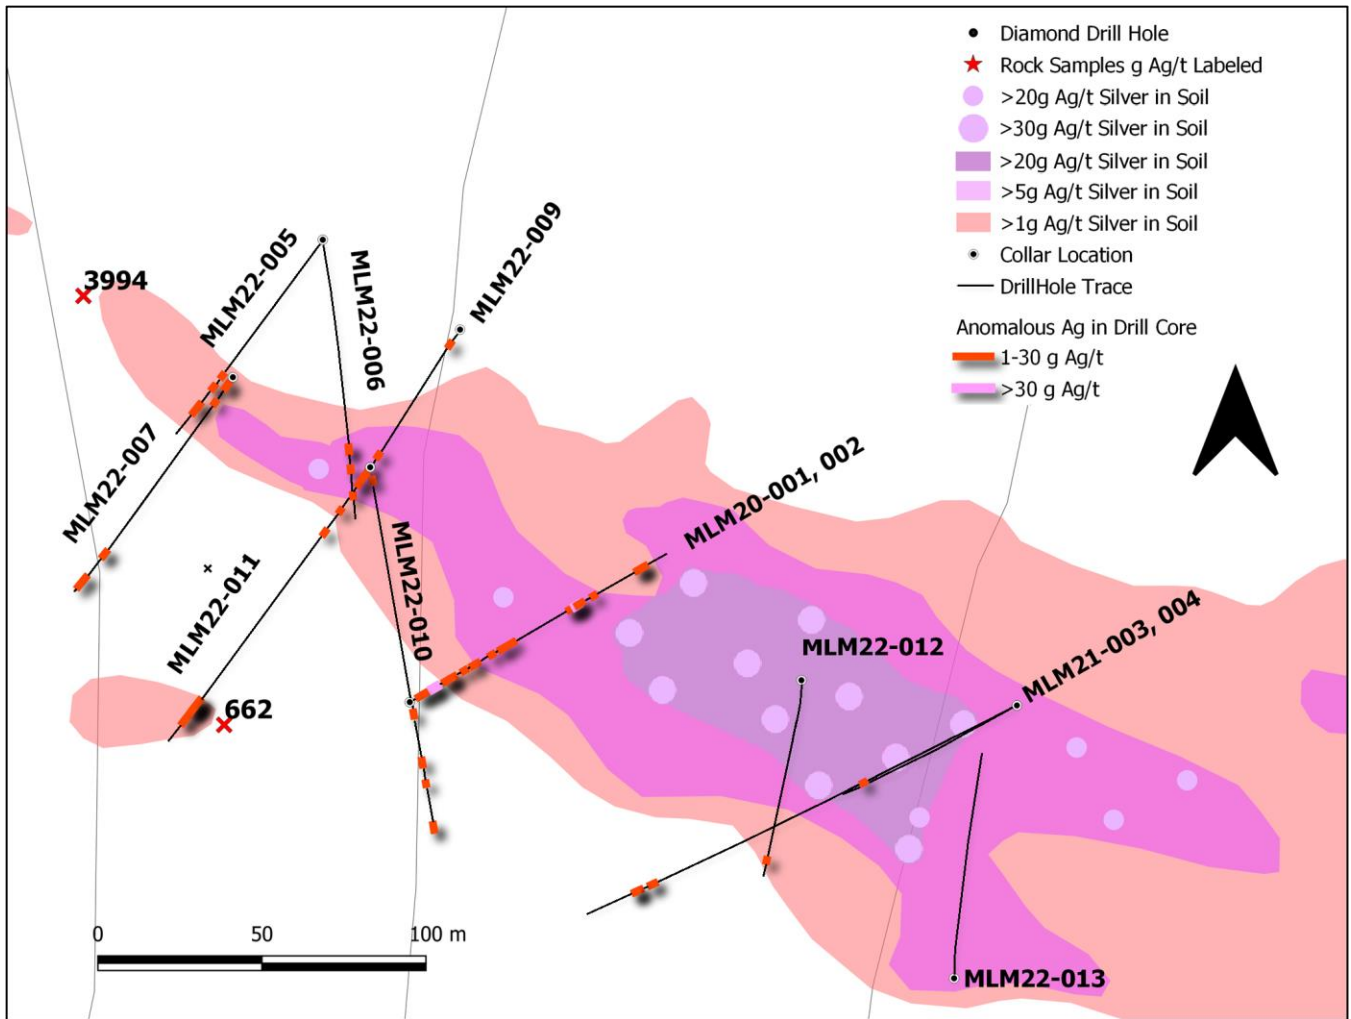 Diamond Drill Hole
Rock Samples g Ag/t Labeled
>20g Ag/t Silver in Soil
>30g Ag/t Silver in Soil
>20g Ag/t Silver in Soil
>5g Ag/t Silver in Soil
>1g Ag/t Silver in Soil
Collar Location
DrillHole Trace
Anomalous Ag in Drill Core
1-30 g Ag/t
>30 g Ag/t
3994
MLM22-005
MLM22-006
MLM22-009
MLM22-007
MLM22-011
MLM22-010
MLM20-001, 002
MLM22-012
MLM21-003, 004
662
MLM22-013
0 50 100 m